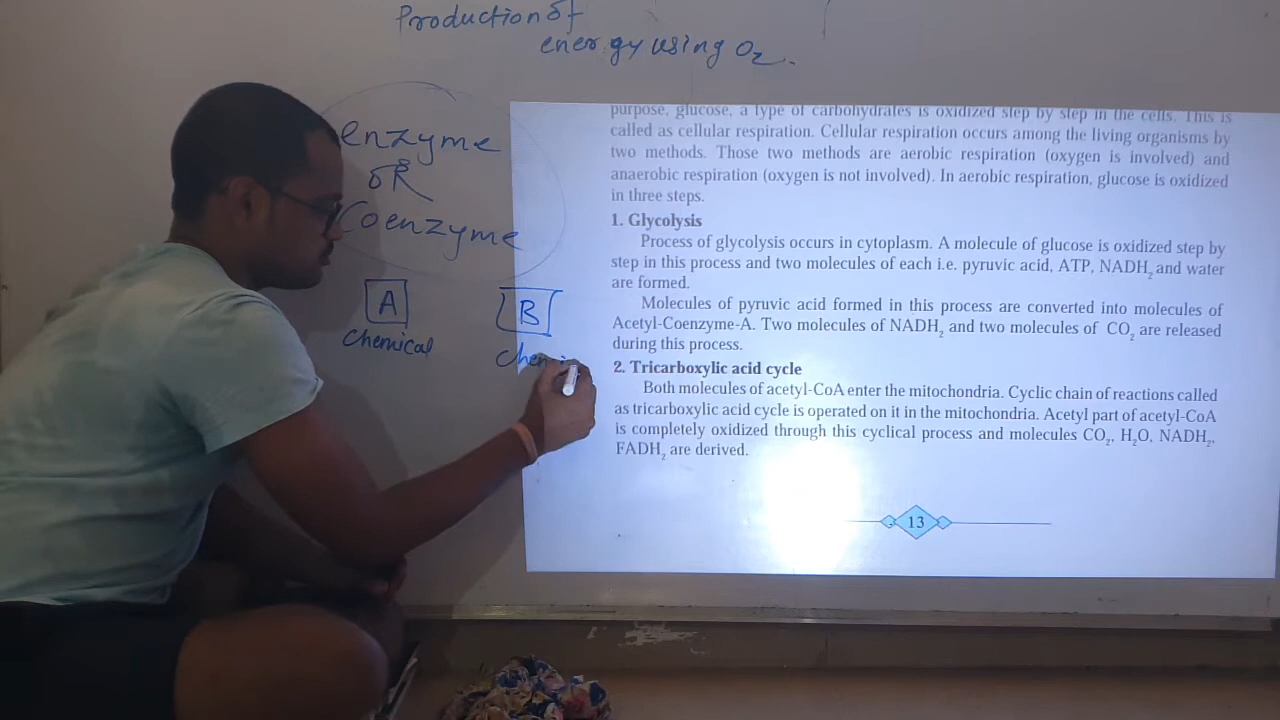 Production of
energy using O₂.
enzyme
OR
Coenzyme
A
Chemical
B
purpose, glucose, a type of carbohydrates is oxidized step by step in the cells. This is
called as cellular respiration. Cellular respiration occurs among the living organisms by
two methods. Those two methods are aerobic respiration (oxygen is involved) and
anaerobic respiration (oxygen is not involved). In aerobic respiration, glucose is oxidized
in three steps.
1. Glycolysis
Process of glycolysis occurs in cytoplasm. A molecule of glucose is oxidized step by
step in this process and two molecules of each i.e. pyruvic acid, ATP, NADH₂ and water
are formed.
Molecules of pyruvic acid formed in this process are converted into molecules of
Acetyl-Coenzyme-A. Two molecules of NADH₂ and two molecules of CO₂ are released
during this process.
2. Tricarboxylic acid cycle
Both molecules of acetyl-CoA enter the mitochondria. Cyclic chain of reactions called
as tricarboxylic acid cycle is operated on it in the mitochondria. Acetyl part of acetyl-CoA
is completely oxidized through this cyclical process and molecules CO₂, H₂O, NADH₂,
FADH₂ are derived.
13